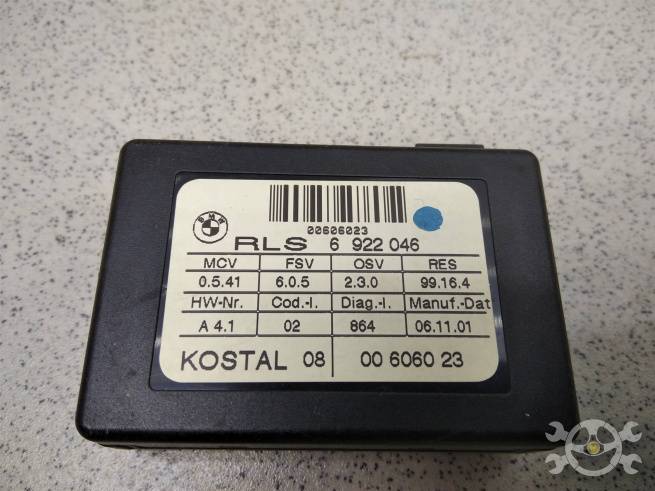 00606023
BMW
RLS 6 922 046
MCV FSV OSV RES
0.5.41 6.0.5 2.3.0 99.16.4
HW-Nr. Cod.-I. Diag.-I. Manuf.-Dat
A 4.1 02 864 06.11.01
KOSTAL 08 00 6060 23